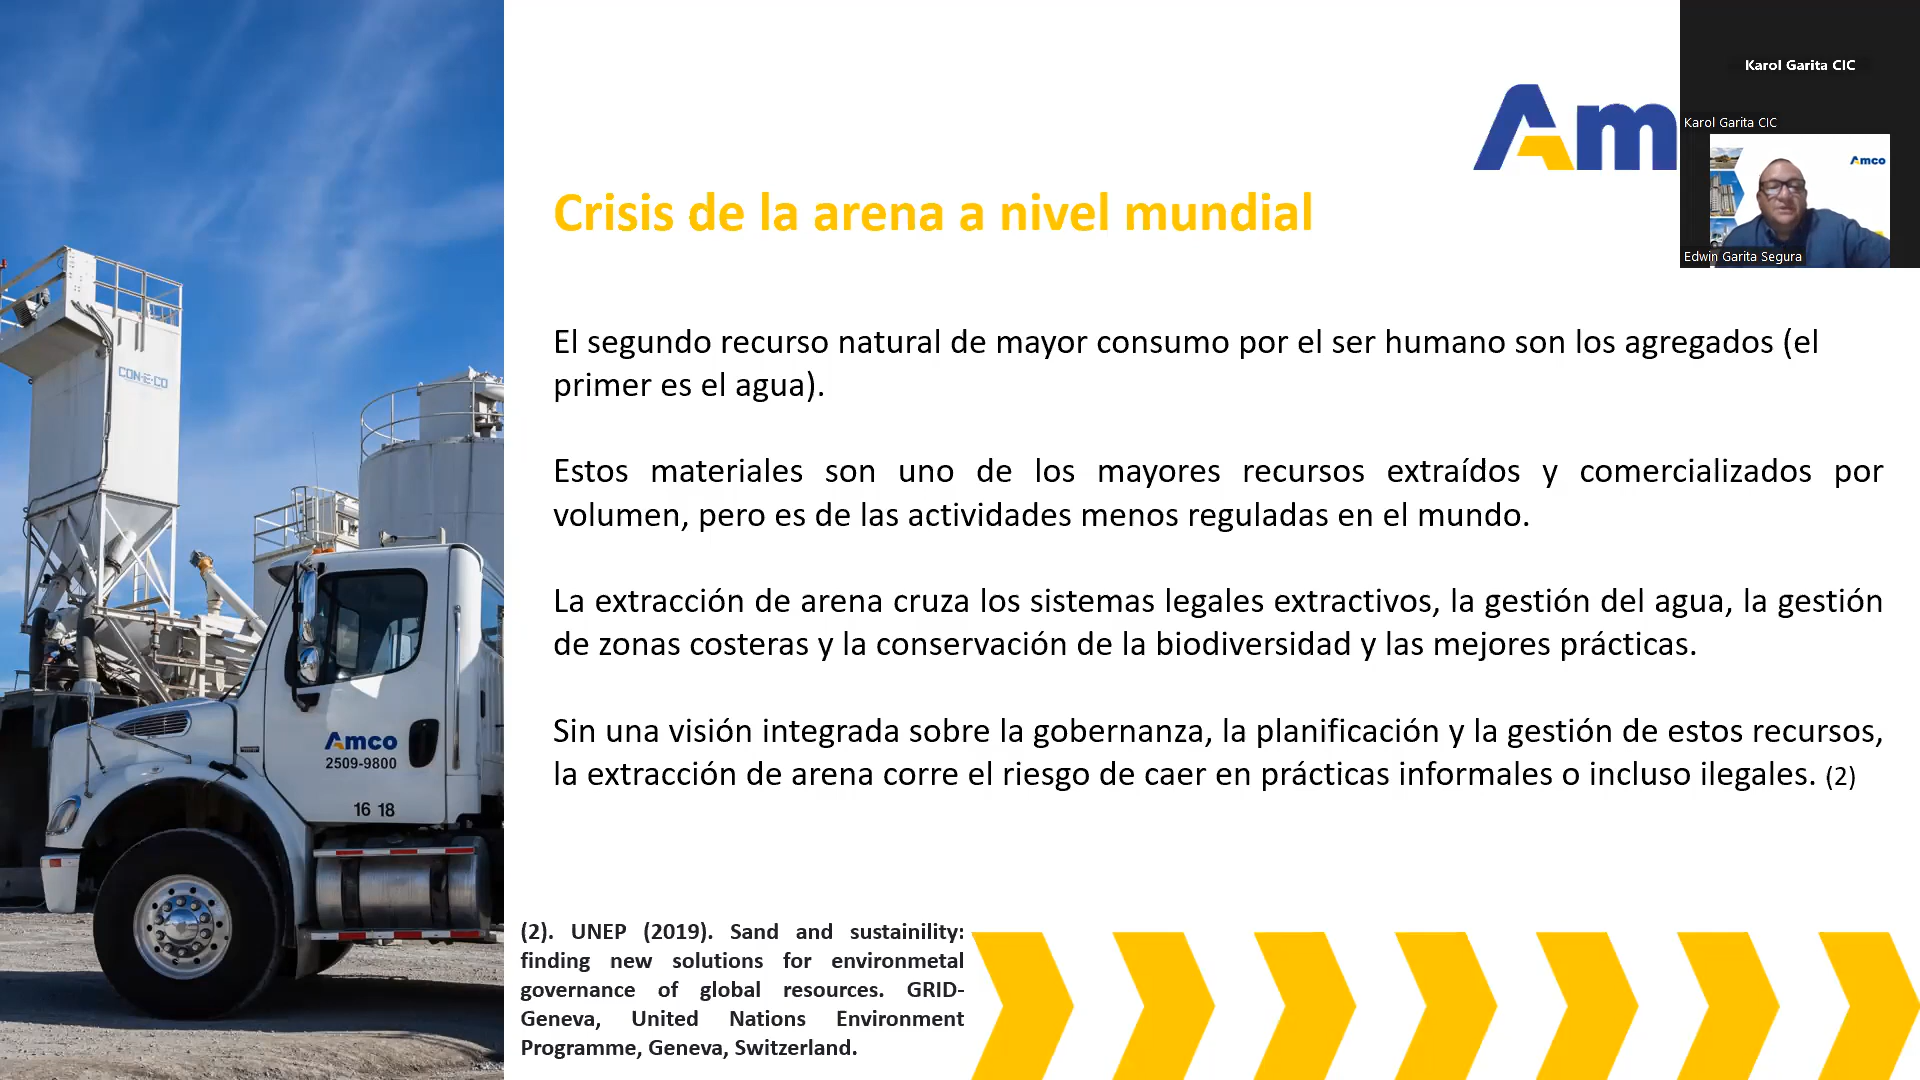 Karol Garita CIC
Karol Garita CIC
Amco
Edwin Garita Segura
Am
Crisis de la arena a nivel mundial
El segundo recurso natural de mayor consumo por el ser humano son los agregados (el
primer es el agua).
Estos materiales son uno de los mayores recursos extraídos y comercializados por
volumen, pero es de las actividades menos reguladas en el mundo.
La extracción de arena cruza los sistemas legales extractivos, la gestión del agua, la gestión
de zonas costeras y la conservación de la biodiversidad y las mejores prácticas.
Sin una visión integrada sobre la gobernanza, la planificación y la gestión de estos recursos,
la extracción de arena corre el riesgo de caer en prácticas informales o incluso ilegales. (2)
CON-E-CO
Amco
2509-9800
16 18
(2). UNEP (2019). Sand and sustainility:
finding new solutions for environmetal
governance of global resources. GRID-
Geneva, United Nations Environment
Programme, Geneva, Switzerland.